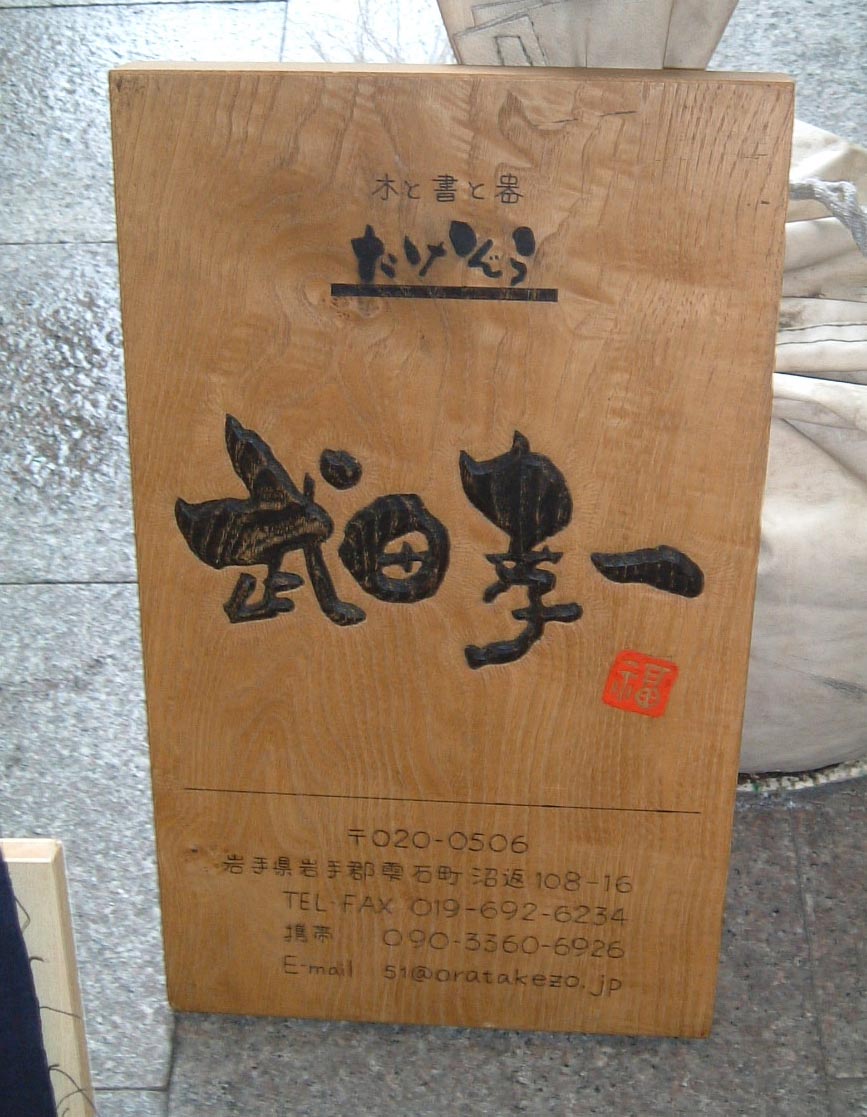 木と書と器
たけぞう
武田孝一
福
〒020-0506
岩手県岩手郡雫石町沼返108-16
TEL・FAX 019-692-6234
携帯 090-3360-6926
E-mail 51@oratakezo.jp